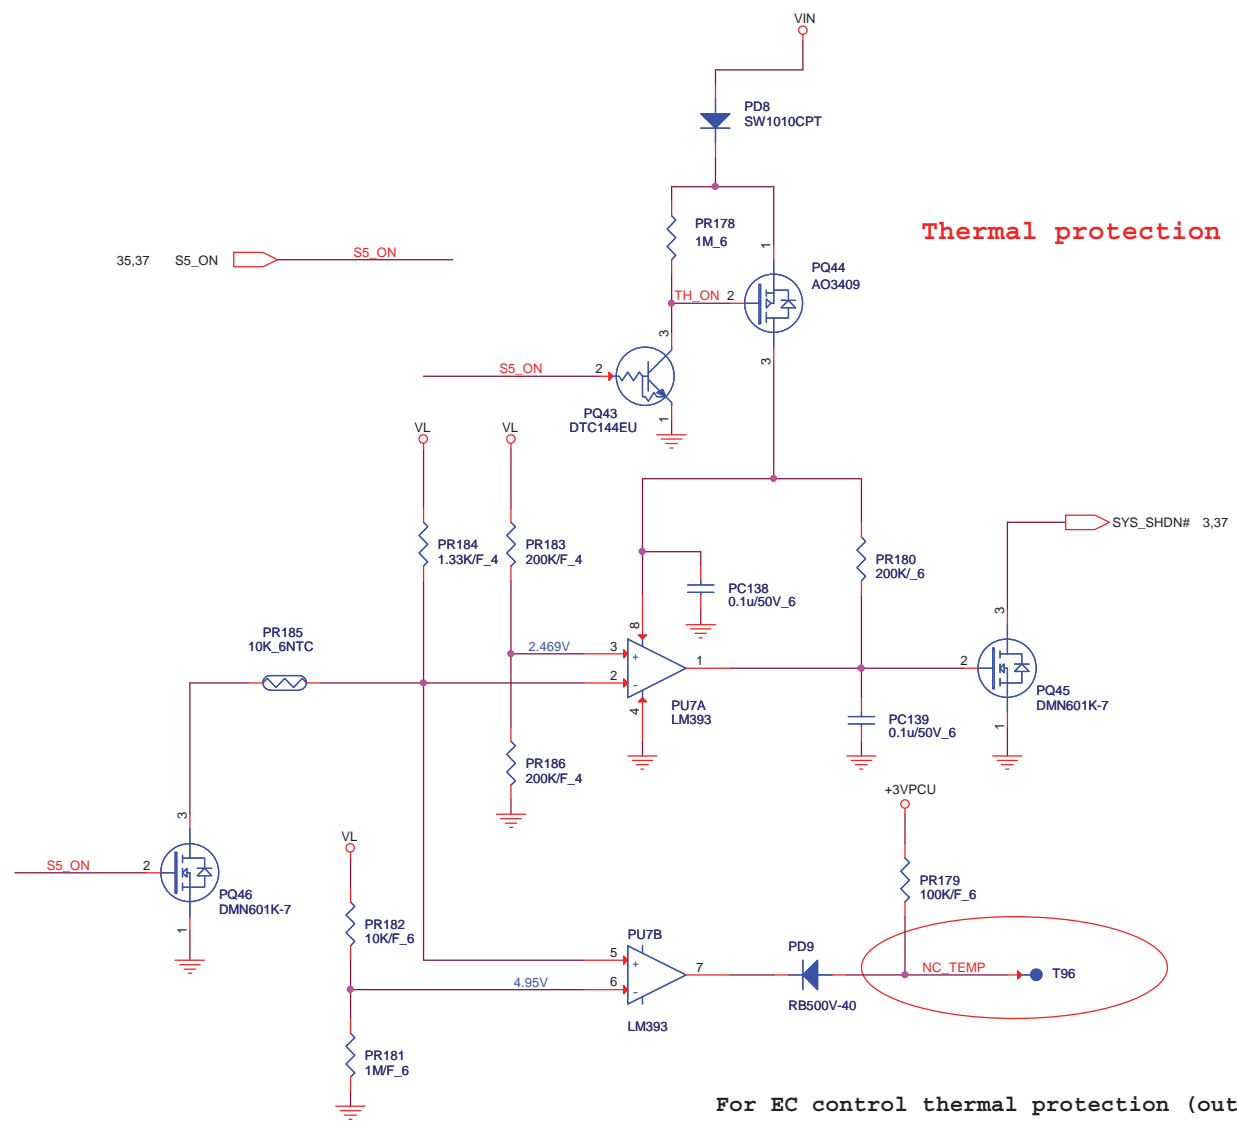 VIN
PD8
SW1010CPT
PR178
1M_6
Thermal protection
35,37 S5_ON S5_ON
1
PQ44
AO3409
TH_ON 2
3
3
S5_ON 2
PQ43
DTC144EU
1
VL
VL
SYS_SHDN# 3,37
PR184
1.33K/F_4
PR183
200K/F_4
PR180
200K/_6
PC138
0.1u/50V_6
8
3
PR185
10K_6NTC
2.469V 3
+
1
2
2
-
4
PU7A
LM393
PQ45
DMN601K-7
1
PC139
0.1u/50V_6
PR186
200K/F_4
+3VPCU
3
VL
S5_ON 2
PQ46
DMN601K-7
1
PR179
100K/F_6
PR182
10K/F_6
PU7B
PD9
5
+
7
NC_TEMP T96
4.95V 6
-
RB500V-40
LM393
PR181
1M/F_6
For EC control thermal protection (out